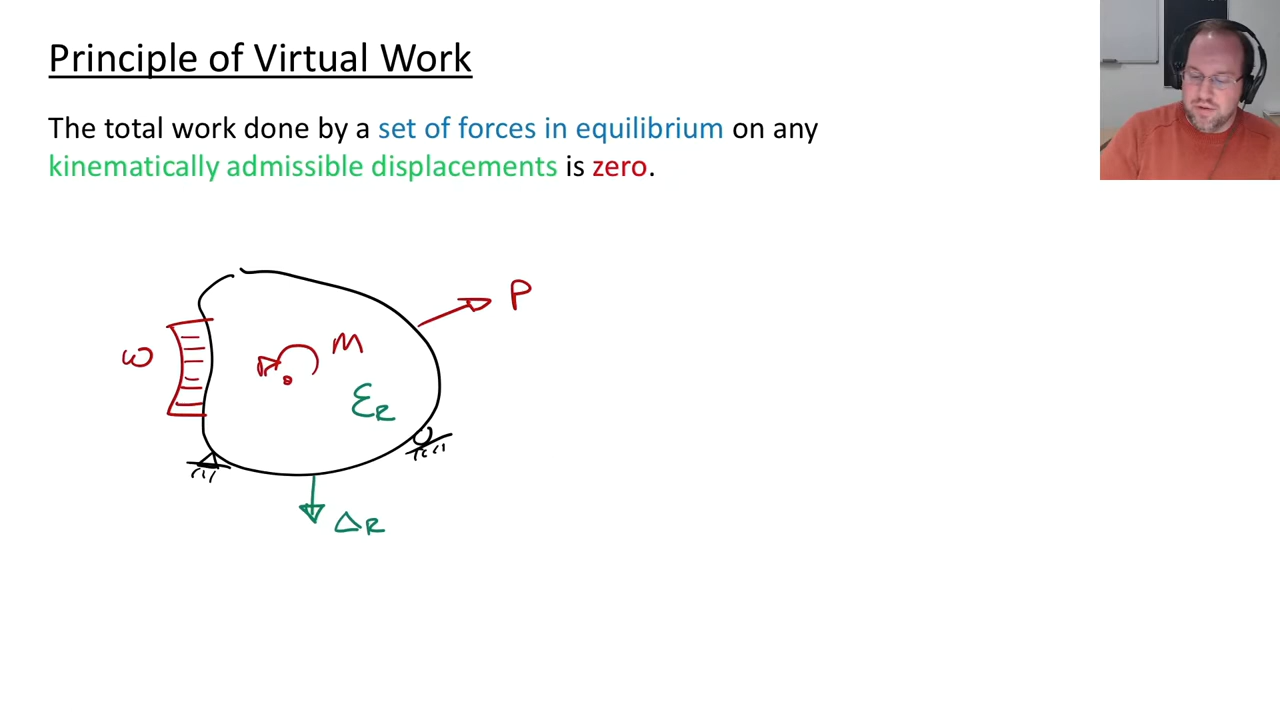 Principle of Virtual Work
The total work done by a set of forces in equilibrium on any
kinematically admissible displacements is zero.
P
ω
M
ε_R
Δ_R